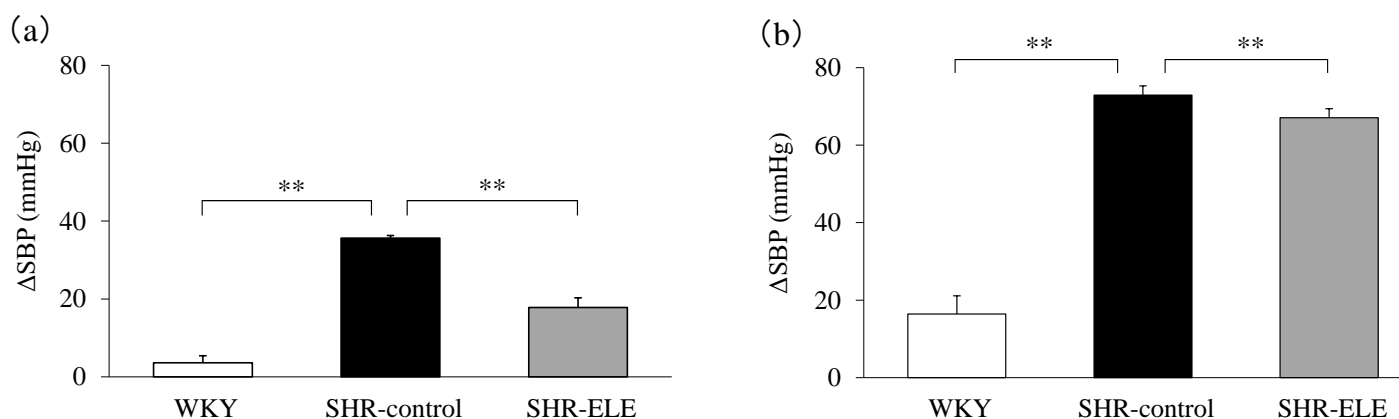 (a)
80
60
40
20
0
ΔSBP (mmHg)
**
**
WKY
SHR-control
SHR-ELE
(b)
80
60
40
20
0
ΔSBP (mmHg)
**
**
WKY
SHR-control
SHR-ELE